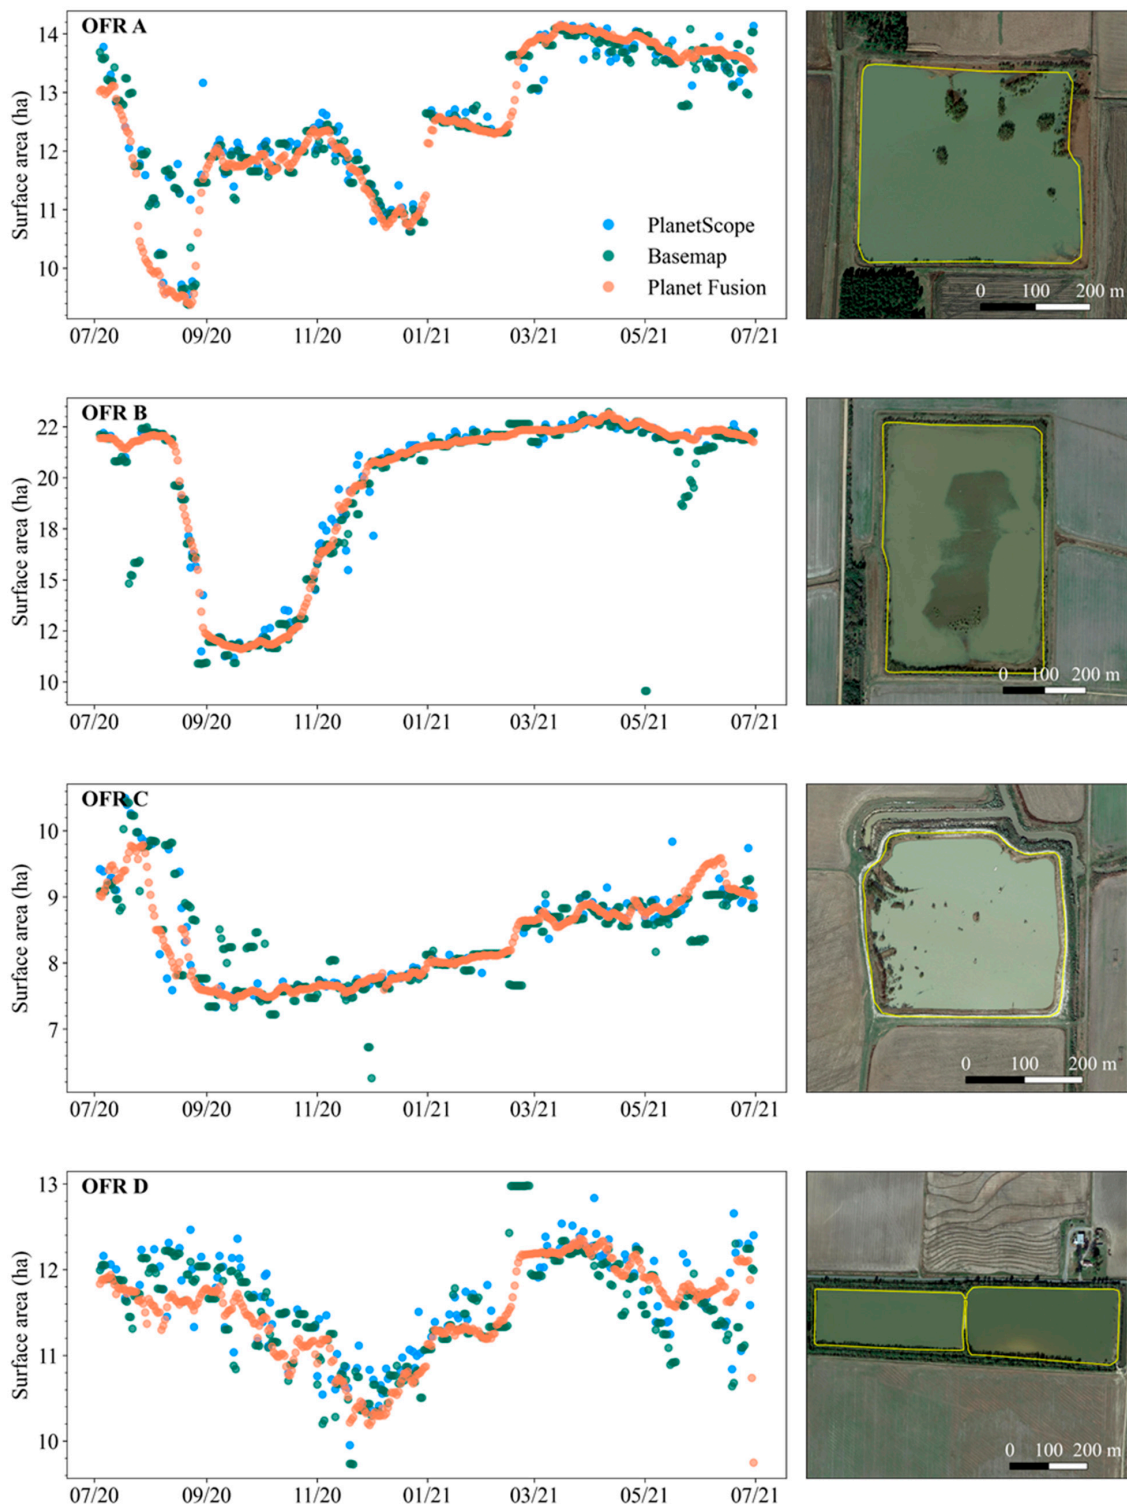 OFR A
Surface area (ha)
14
13
12
11
10
PlanetScope
Basemap
Planet Fusion
07/20 09/20 11/20 01/21 03/21 05/21 07/21
0 100 200 m
OFR B
Surface area (ha)
22
20
18
15
12
10
07/20 09/20 11/20 01/21 03/21 05/21 07/21
0 100 200 m
OFR C
Surface area (ha)
10
9
8
7
07/20 09/20 11/20 01/21 03/21 05/21 07/21
0 100 200 m
OFR D
Surface area (ha)
13
12
11
10
07/20 09/20 11/20 01/21 03/21 05/21 07/21
0 100 200 m